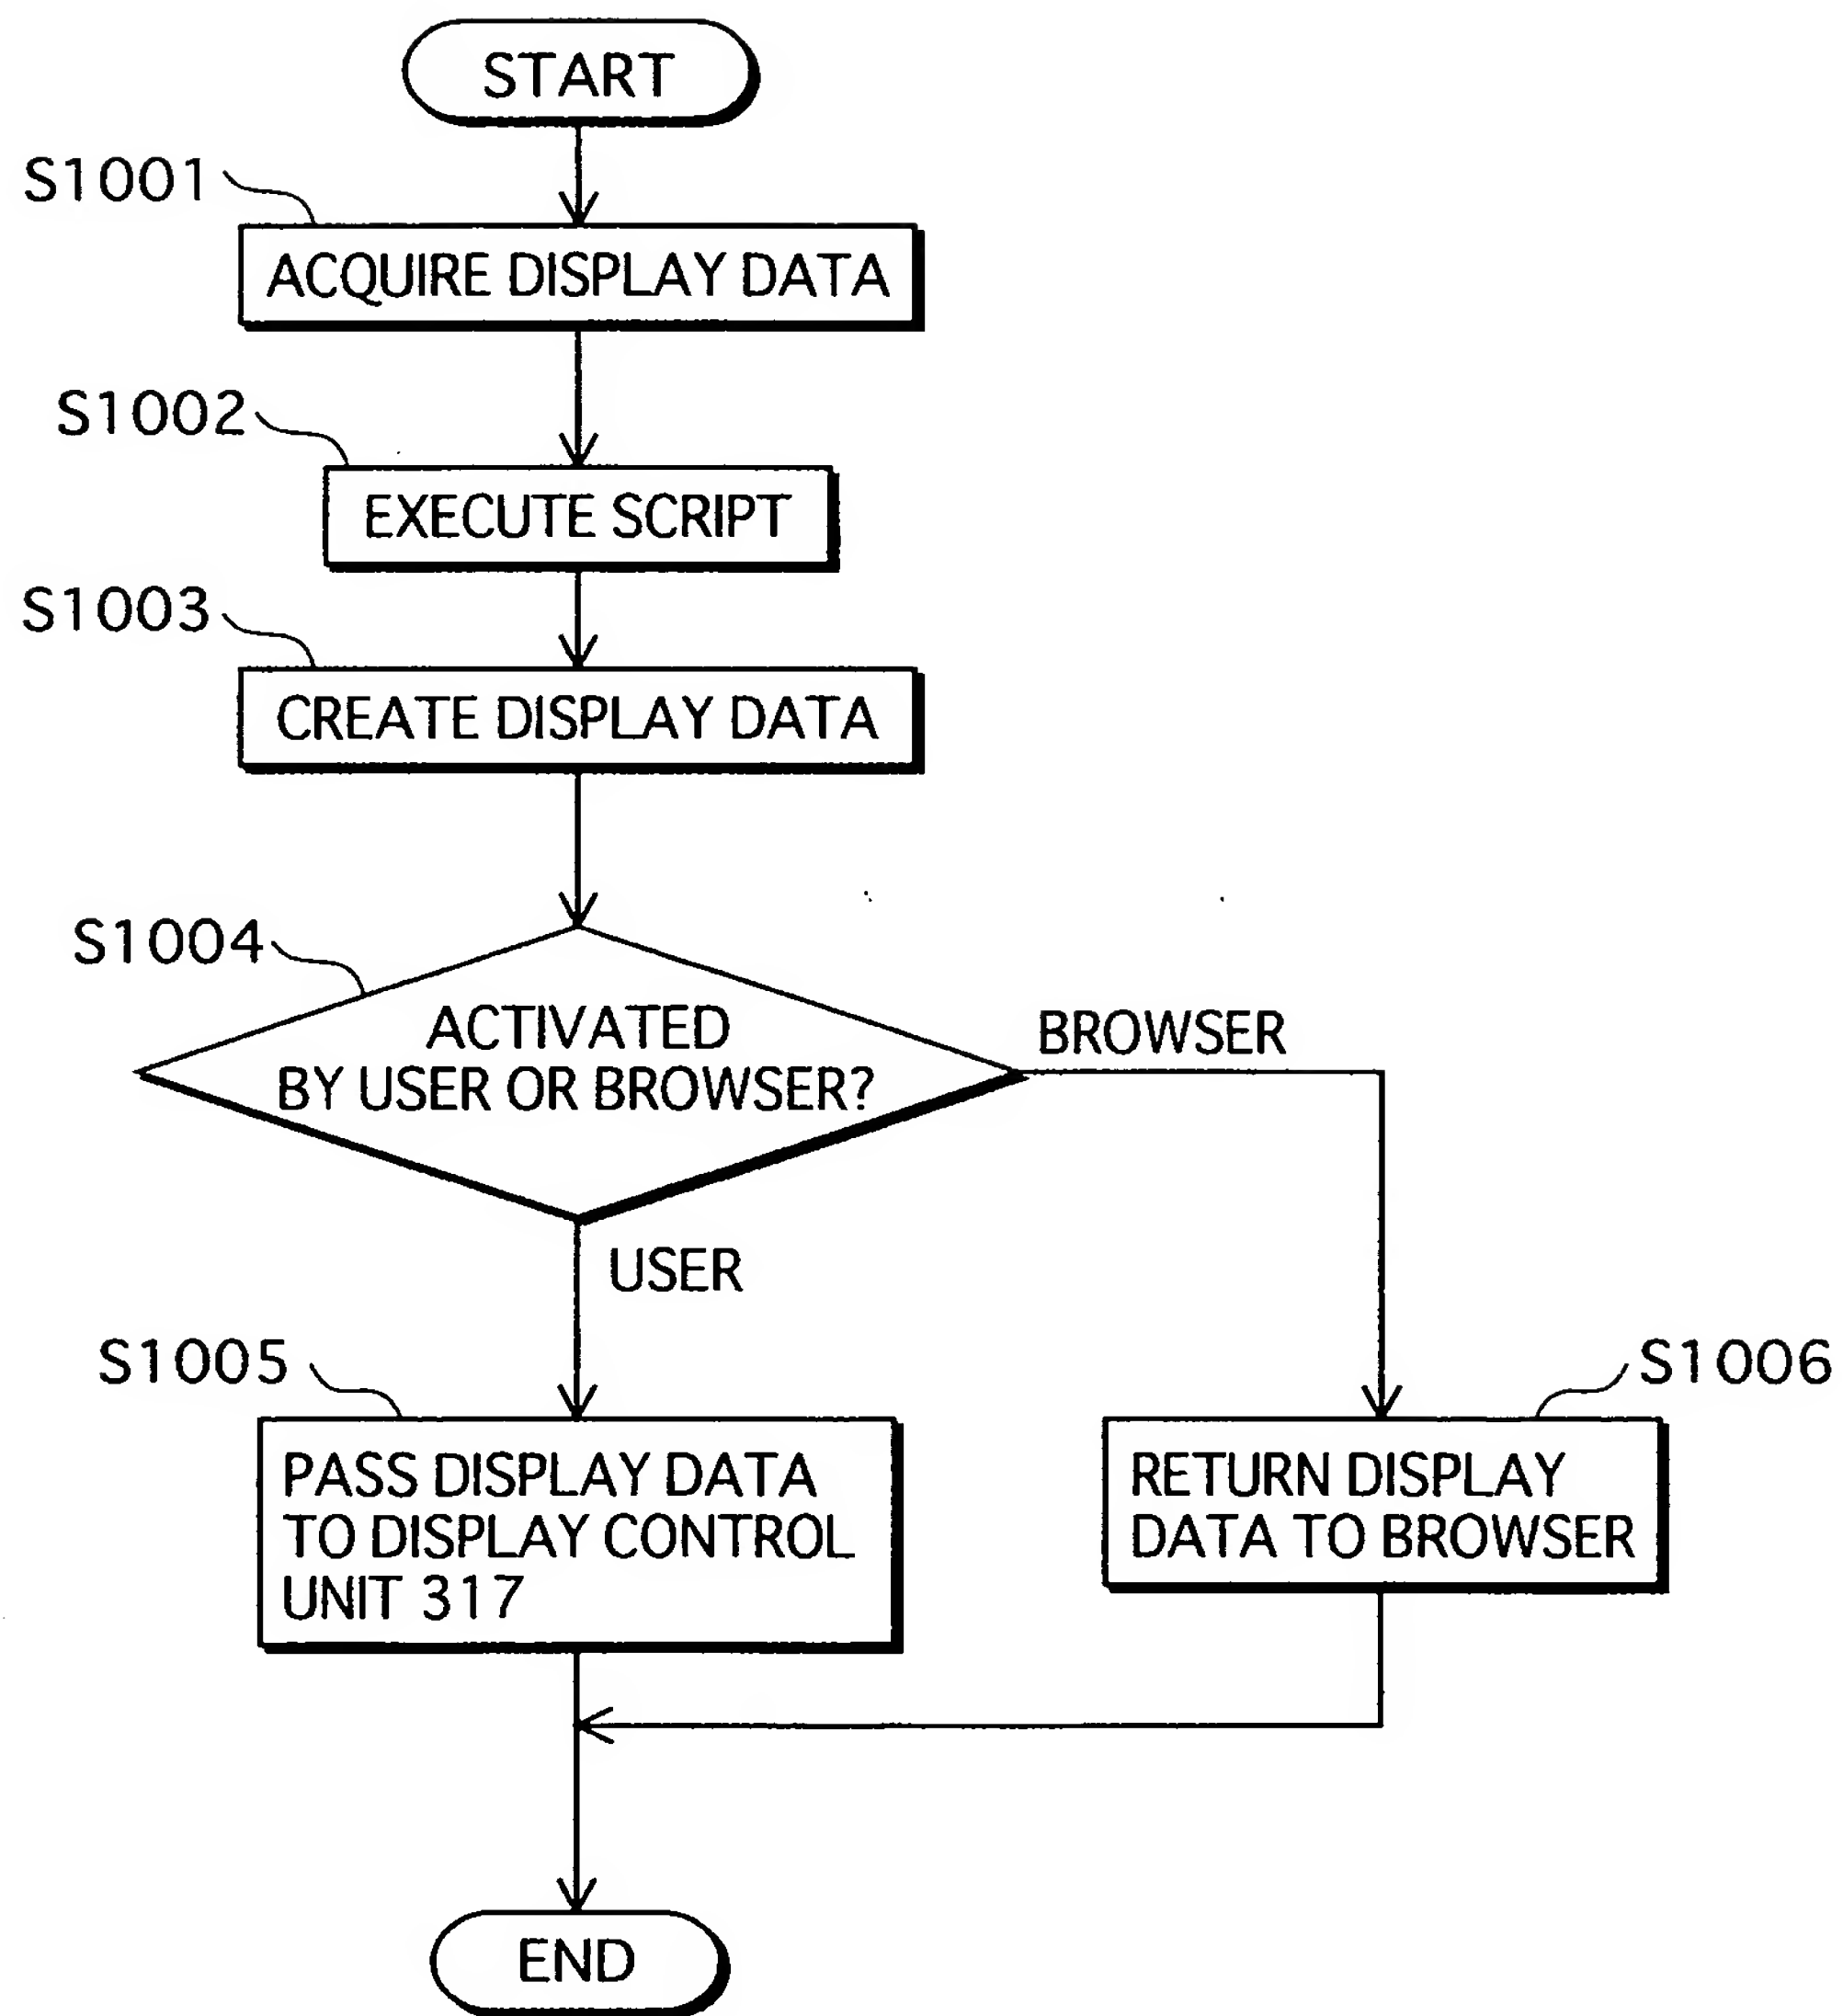 START
S1001
ACQUIRE DISPLAY DATA
S1002
EXECUTE SCRIPT
S1003
CREATE DISPLAY DATA
S1004
ACTIVATED
BY USER OR BROWSER?
BROWSER
USER
S1005
PASS DISPLAY DATA
TO DISPLAY CONTROL
UNIT 317
S1006
RETURN DISPLAY
DATA TO BROWSER
END